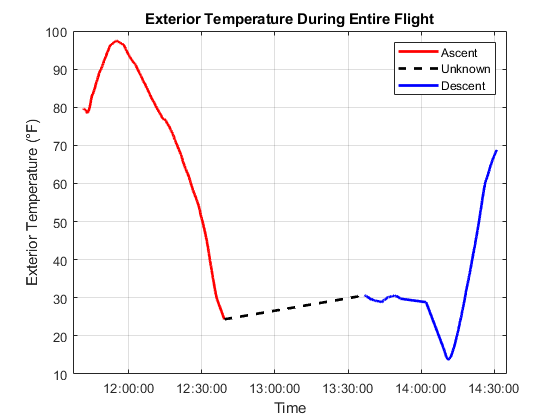 Exterior Temperature During Entire Flight
Ascent
Unknown
Descent
Exterior Temperature (°F)
100
90
80
70
60
50
40
30
20
10
12:00:00 12:30:00 13:00:00 13:30:00 14:00:00 14:30:00
Time